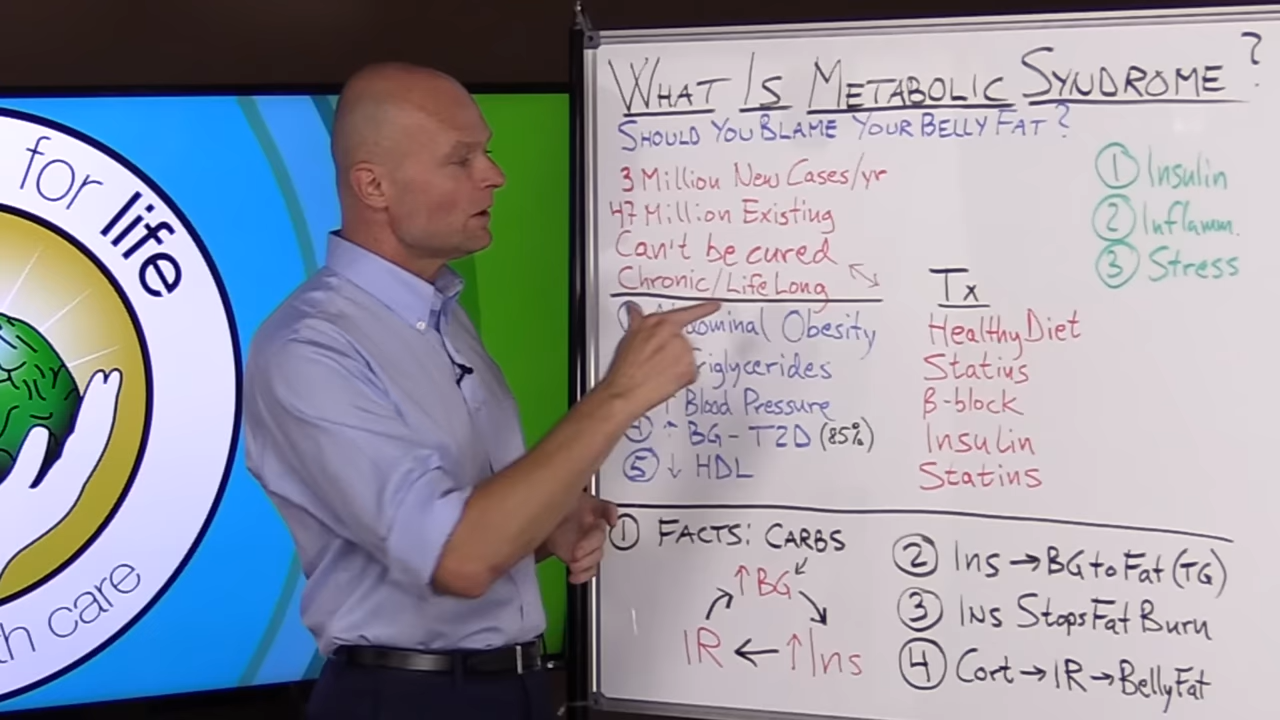 for life
th care
WHAT IS METABOLIC SYNDROME?
SHOULD YOU BLAME YOUR BELLY FAT?
3 Million New Cases/yr
47 Million Existing
Can't be cured
Chronic/Life Long
① Insulin
② Inflamm.
③ Stress
Obesity
Triglycerides
↑ Blood Pressure
④ ↑ BG - T2D (85%)
⑤ ↓ HDL
Tx
Healthy Diet
Statins
β-block
Insulin
Statins
① FACTS: CARBS
↑BG
↑Ins
IR
② Ins → BG to Fat (TG)
③ Ins Stops Fat Burn
④ Cort → IR → Belly Fat